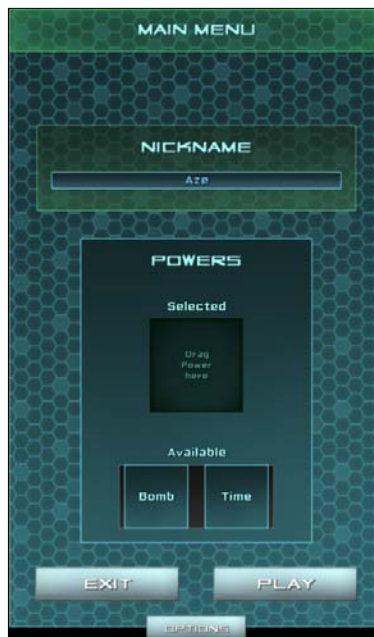 MAIN MENU
NICKNAME
Aze
POWERS
Selected
Drag
Power
here
Available
Bomb Time
EXIT PLAY
OPTIONS